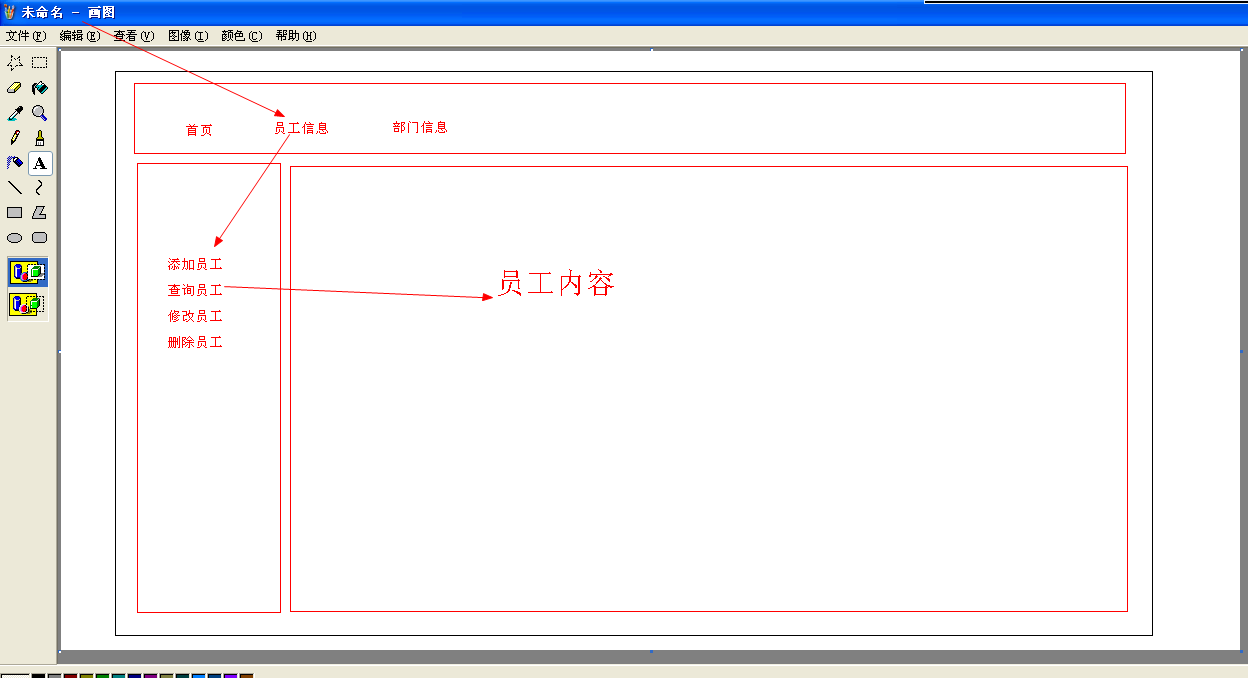 未命名 - 画图
文件(F) 编辑(E) 查看(V) 图像(I) 颜色(C) 帮助(H)
A
首页 员工信息 部门信息
添加员工
查询员工
修改员工
删除员工
员工内容